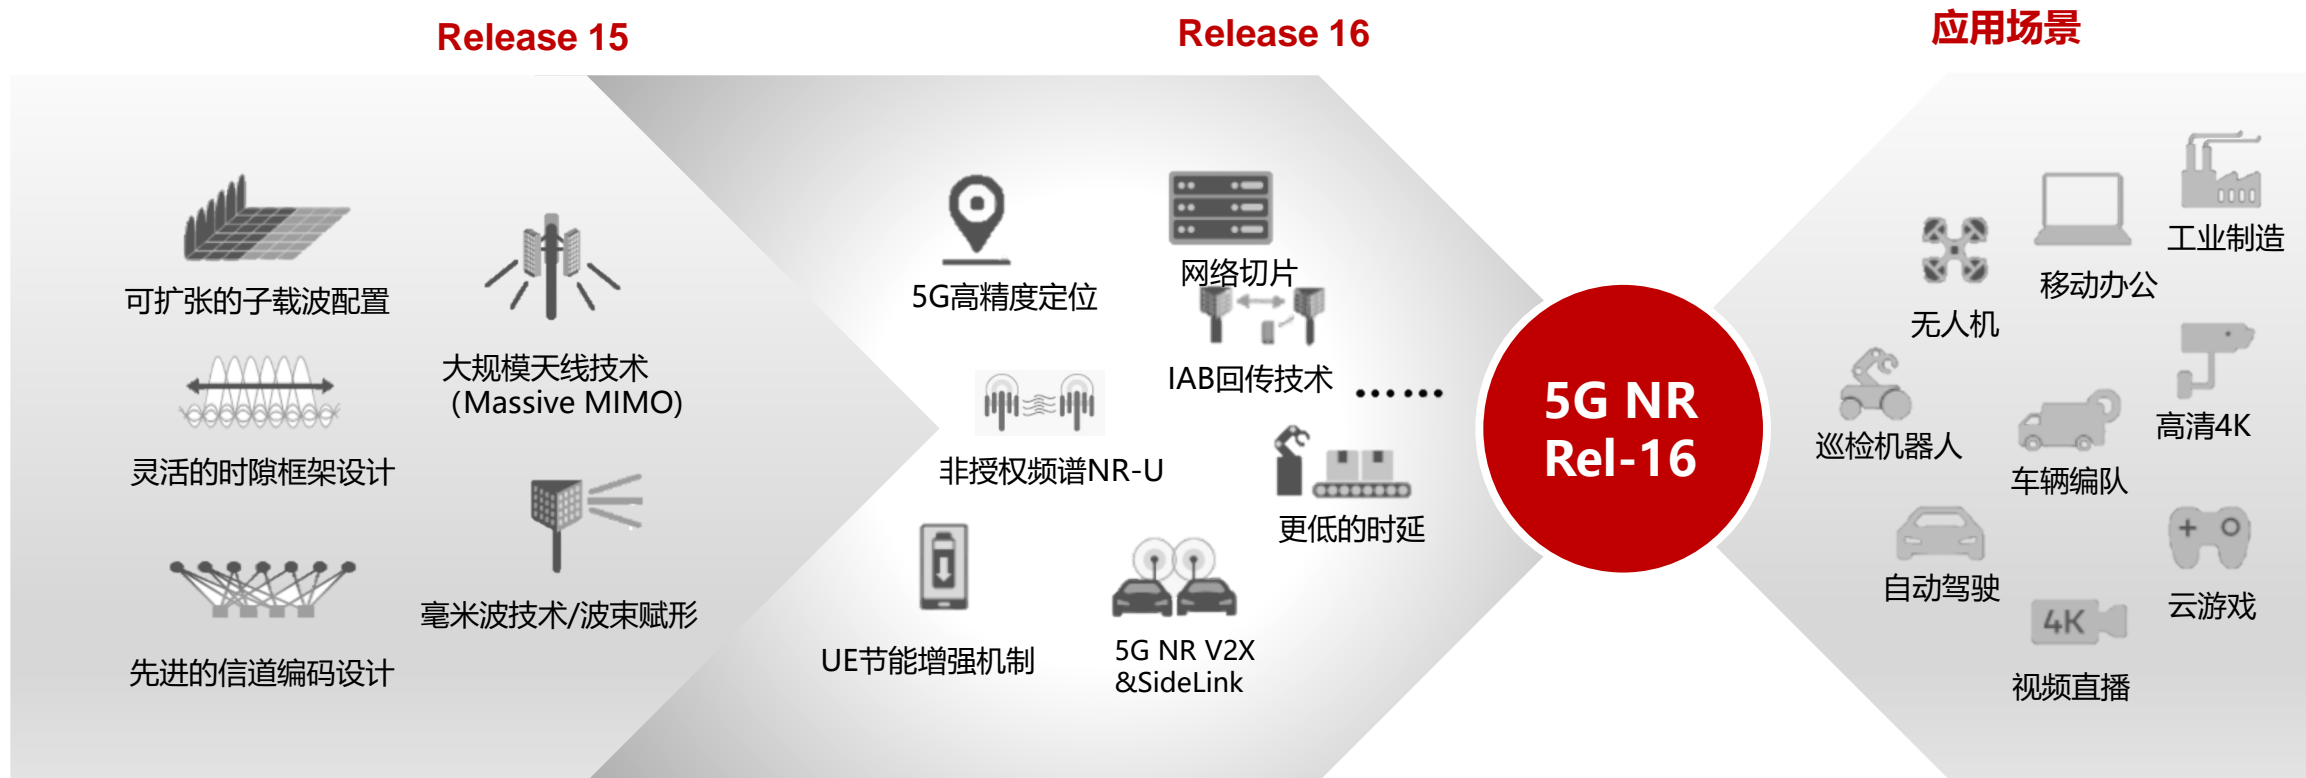 Release 15
Release 16
应用场景
可扩张的子载波配置
大规模天线技术
（Massive MIMO)
灵活的时隙框架设计
毫米波技术/波束赋形
先进的信道编码设计
5G高精度定位
网络切片
IAB回传技术
······
非授权频谱NR-U
更低的时延
UE节能增强机制
5G NR V2X
&SideLink
5G NR
Rel-16
工业制造
移动办公
无人机
高清4K
巡检机器人
车辆编队
自动驾驶
云游戏
4K
视频直播